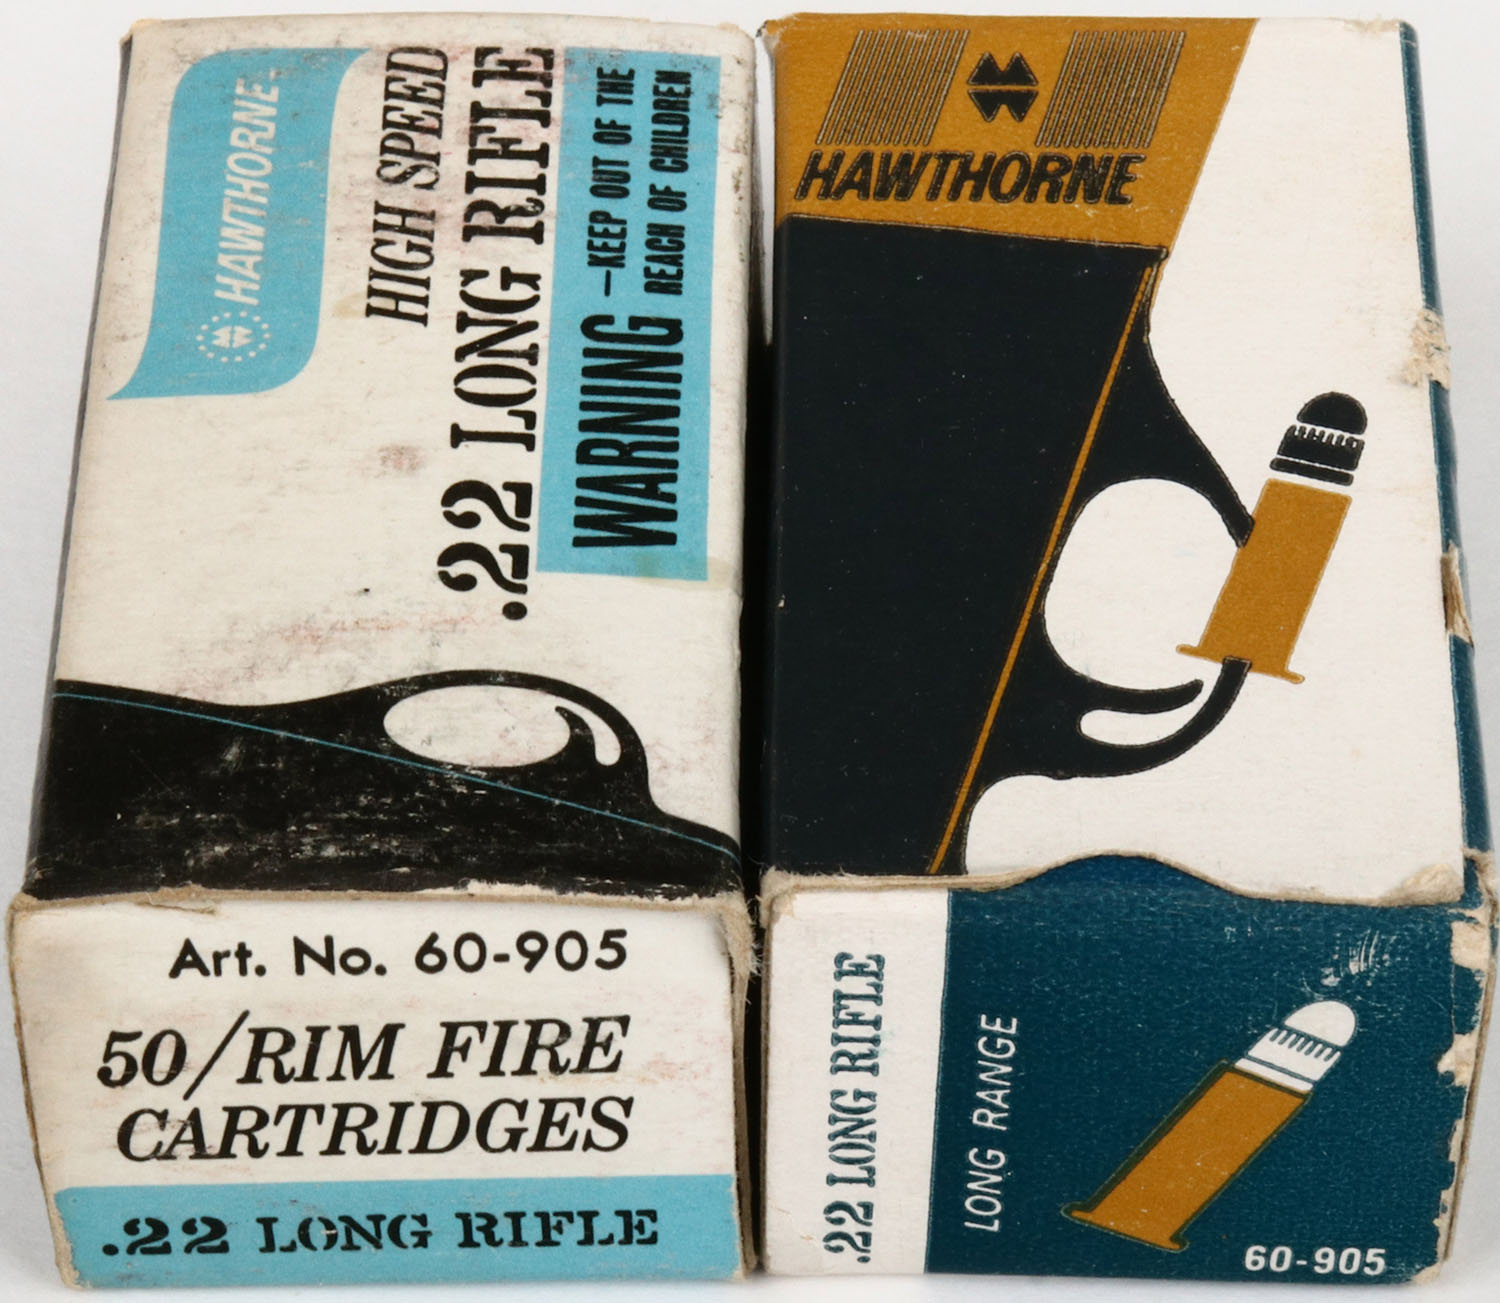 HAWTHORNE
HIGH SPEED
.22 LONG RIFLE
WARNING –KEEP OUT OF THE
REACH OF CHILDREN
Art. No. 60-905
50/RIM FIRE
CARTRIDGES
.22 LONG RIFLE
HAWTHORNE
.22 LONG RIFLE
LONG RANGE
60-905